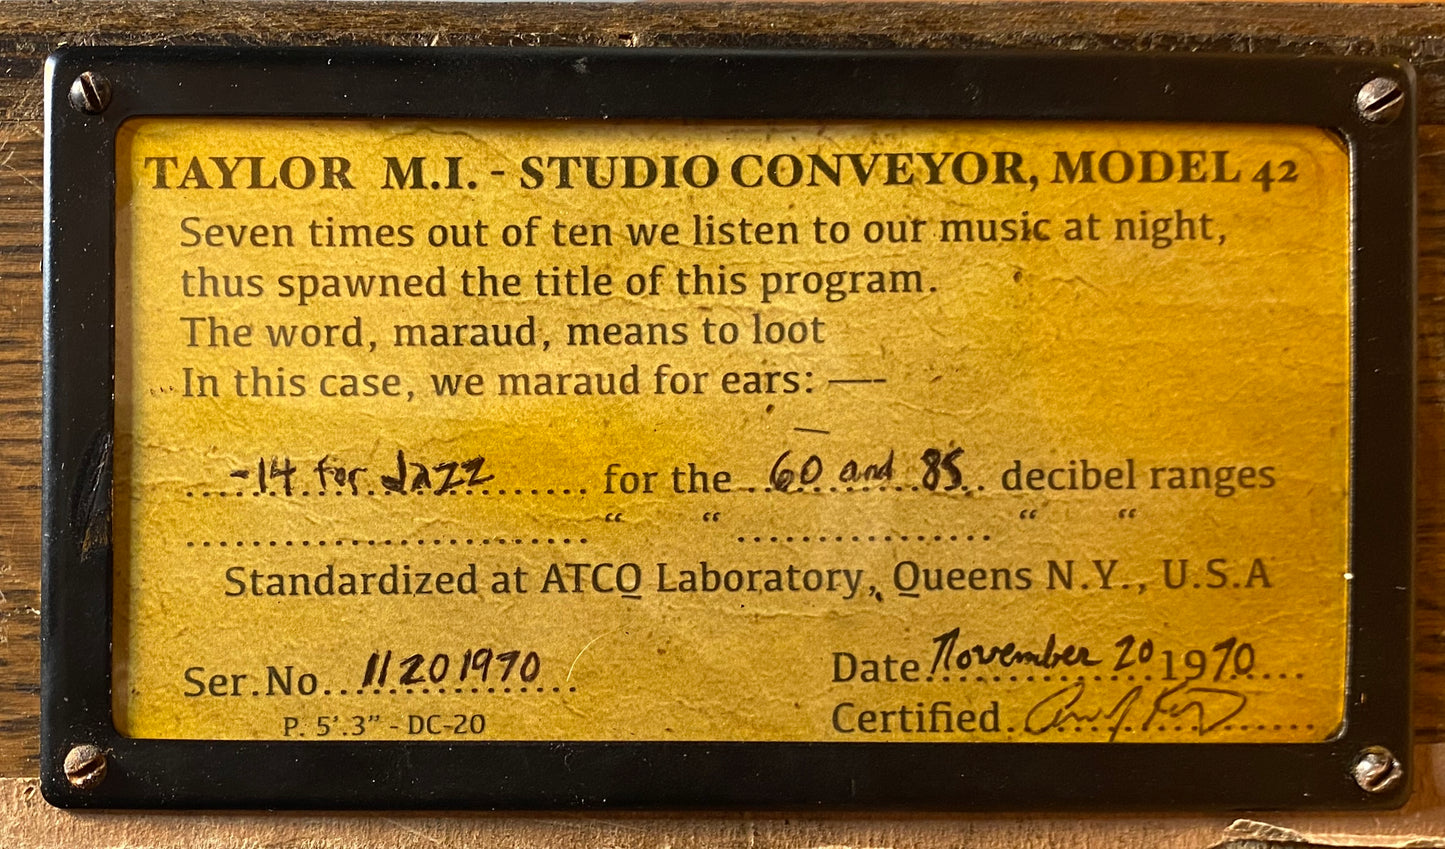 TAYLOR M.I. - STUDIO CONVEYOR, MODEL 42
Seven times out of ten we listen to our music at night,
thus spawned the title of this program.
The word, maraud, means to loot
In this case, we maraud for ears: —-
-14 for Jazz for the 60 and 85 decibel ranges
“ “ “ “
Standardized at ATCQ Laboratory, Queens N.Y., U.S.A
Ser.No. 11201970
Date November 20 1970
P. 5’.3” - DC-20
Certified.